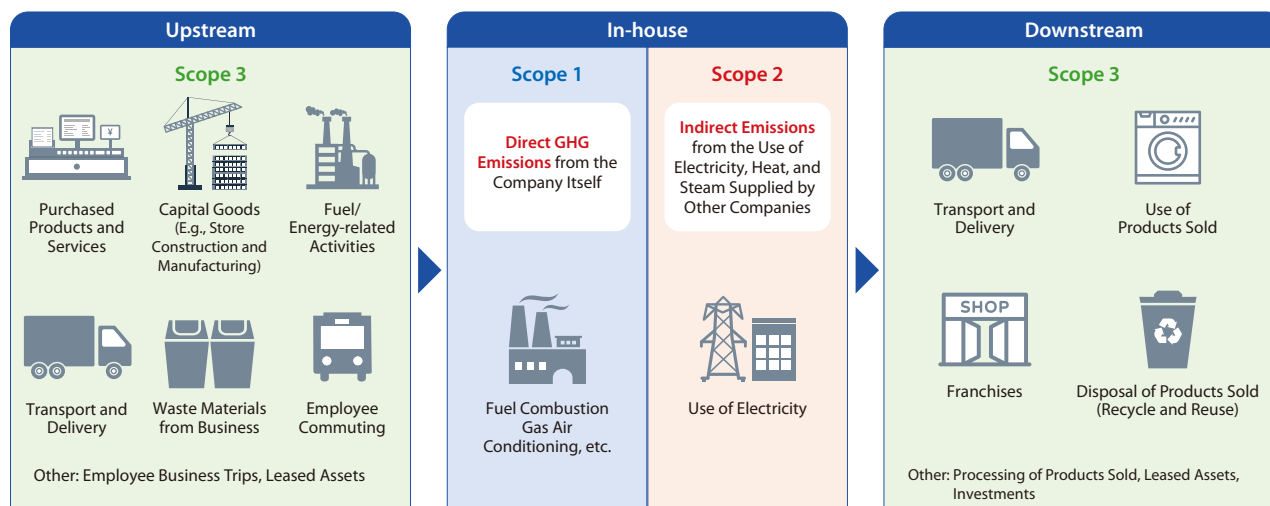 Upstream
Scope 3
¥
Purchased
Products and
Services
Capital Goods
(E.g., Store
Construction and
Manufacturing)
Fuel/
Energy-related
Activities
Transport and
Delivery
Waste Materials
from Business
Employee
Commuting
Other: Employee Business Trips, Leased Assets
In-house
Scope 1
Direct GHG
Emissions from the
Company Itself
Fuel Combustion
Gas Air
Conditioning, etc.
Scope 2
Indirect Emissions
from the Use of
Electricity, Heat, and
Steam Supplied by
Other Companies
Use of Electricity
Downstream
Scope 3
Transport and
Delivery
Use of
Products Sold
SHOP
Franchises
Disposal of Products Sold
(Recycle and Reuse)
Other: Processing of Products Sold, Leased Assets,
Investments